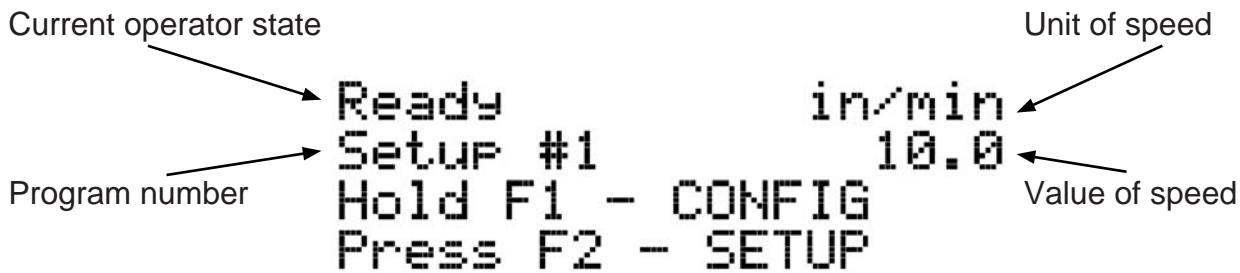 Current operator state
Unit of speed
Ready in/min
Setup #1 10.0
Program number
Value of speed
Hold F1 - CONFIG
Press F2 - SETUP